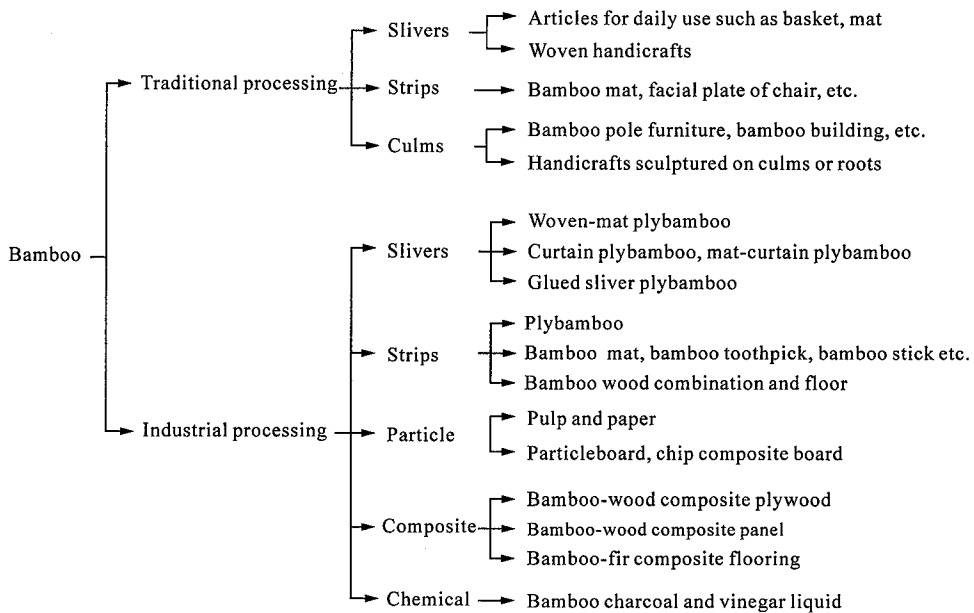 Bamboo
Traditional processing
Slivers
Articles for daily use such as basket, mat
Woven handicrafts
Strips
Bamboo mat, facial plate of chair, etc.
Culms
Bamboo pole furniture, bamboo building, etc.
Handicrafts sculptured on culms or roots
Industrial processing
Slivers
Woven-mat plybamboo
Curtain plybamboo, mat-curtain plybamboo
Glued sliver plybamboo
Strips
Plybamboo
Bamboo mat, bamboo toothpick, bamboo stick etc.
Bamboo wood combination and floor
Particle
Pulp and paper
Particleboard, chip composite board
Composite
Bamboo-wood composite plywood
Bamboo-wood composite panel
Bamboo-fir composite flooring
Chemical
Bamboo charcoal and vinegar liquid